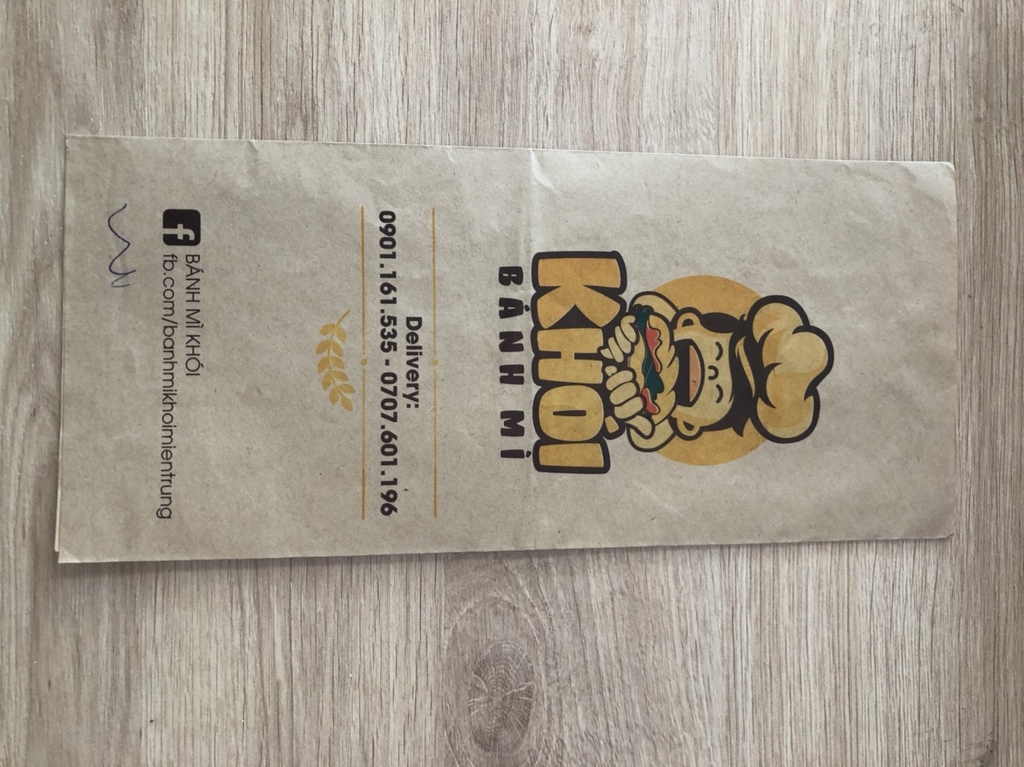 KHÓI
BÁNH MÌ
Delivery:
0901.161.535 - 0707.601.196
f BÁNH MÌ KHÓI
fb.com/banhmikhoimientrung